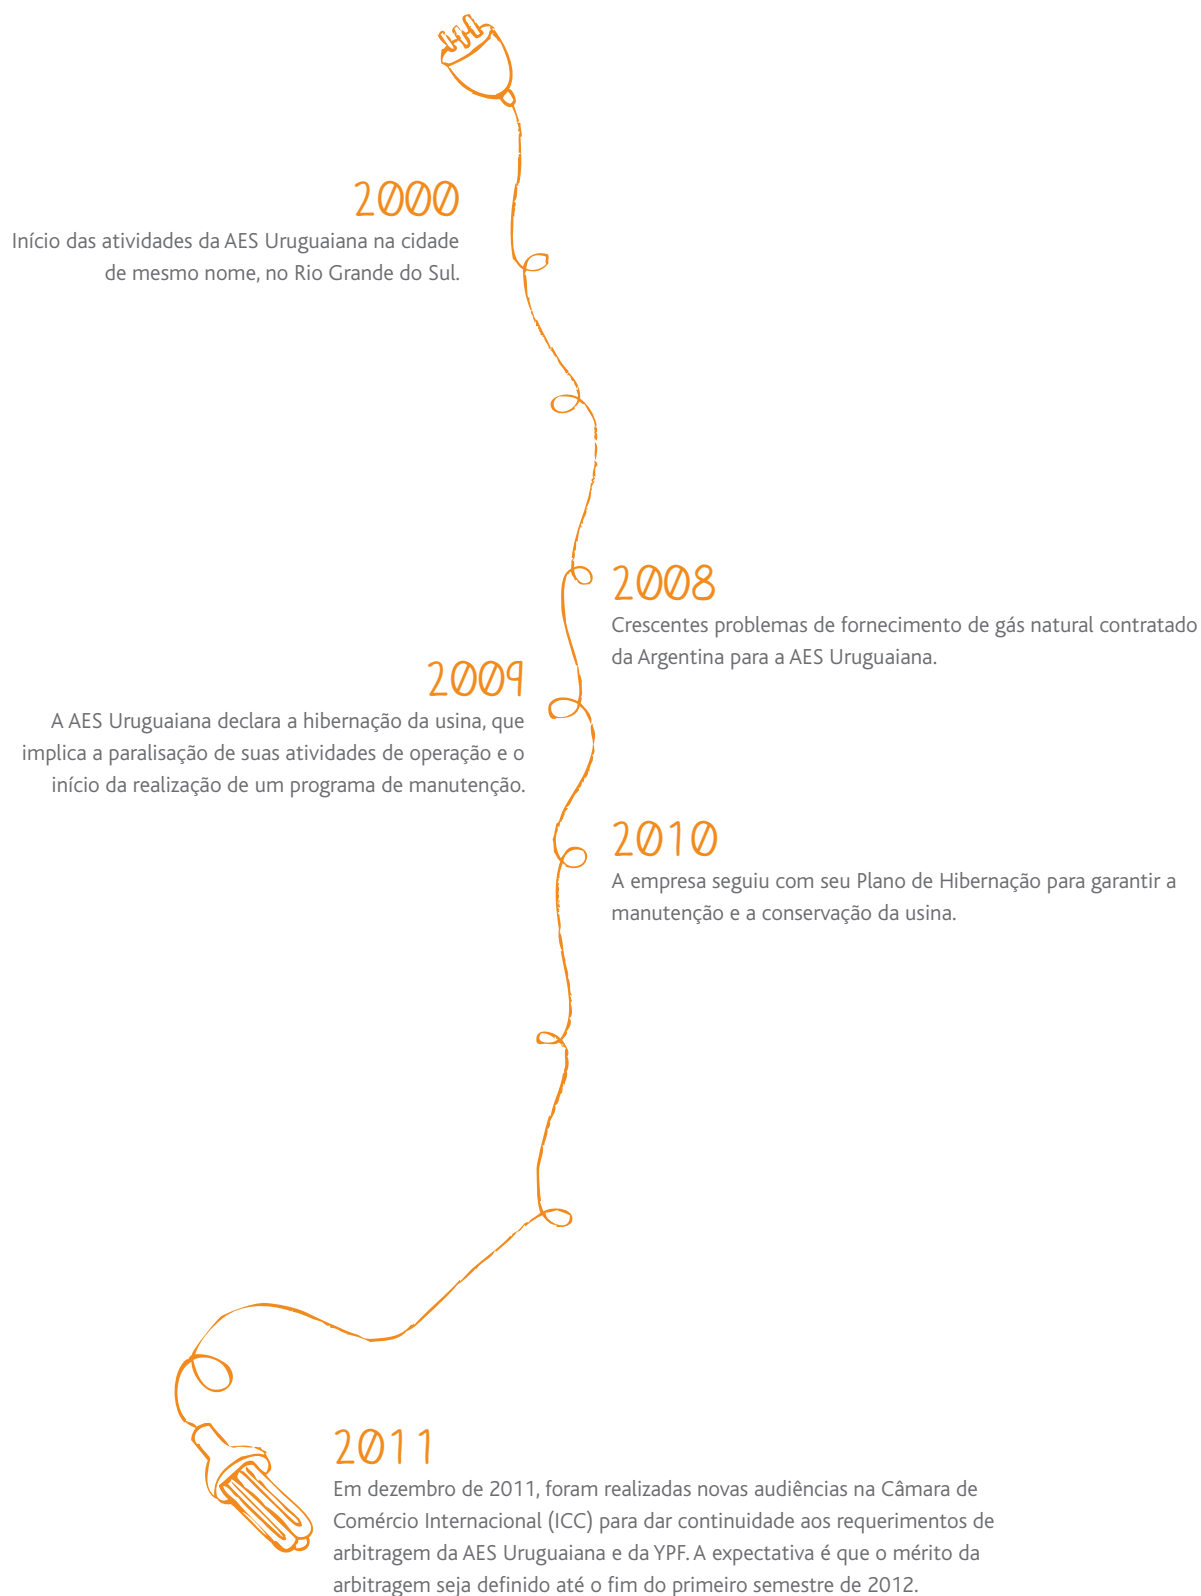 2000
Início das atividades da AES Uruguaiana na cidade
de mesmo nome, no Rio Grande do Sul.
2008
Crescentes problemas de fornecimento de gás natural contratado
da Argentina para a AES Uruguaiana.
2009
A AES Uruguaiana declara a hibernação da usina, que
implica a paralisação de suas atividades de operação e o
início da realização de um programa de manutenção.
2010
A empresa seguiu com seu Plano de Hibernação para garantir a
manutenção e a conservação da usina.
2011
Em dezembro de 2011, foram realizadas novas audiências na Câmara de
Comércio Internacional (ICC) para dar continuidade aos requerimentos de
arbitragem da AES Uruguaiana e da YPF. A expectativa é que o mérito da
arbitragem seja definido até o fim do primeiro semestre de 2012.